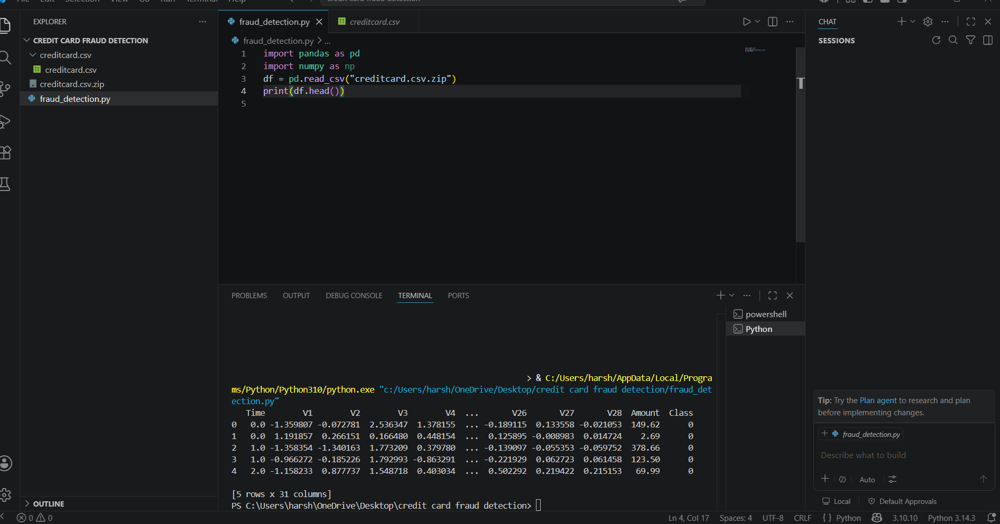 File Edit Selection View Go Run Terminal Help
credit card fraud detection
EXPLORER
CREDIT CARD FRAUD DETECTION
creditcard.csv
creditcard.csv
creditcard.csv.zip
fraud_detection.py
OUTLINE
fraud_detection.py
creditcard.csv
fraud_detection.py > ...
1 import pandas as pd
2 import numpy as np
3 df = pd.read_csv("creditcard.csv.zip")
4 print(df.head())
5
PROBLEMS OUTPUT DEBUG CONSOLE TERMINAL PORTS
powershell
Python
> & C:/Users/harsh/AppData/Local/Progra
ms/Python/Python310/python.exe "c:/Users/harsh/OneDrive/Desktop/credit card fraud detection/fraud_det
ection.py"
Time V1 V2 V3 V4 ... V26 V27 V28 Amount Class
0 0.0 -1.359807 -0.072781 2.536347 1.378155 ... -0.189115 0.133558 -0.021053 149.62 0
1 0.0 1.191857 0.266151 0.166480 0.448154 ... 0.125895 -0.008983 0.014724 2.69 0
2 1.0 -1.358354 -1.340163 1.773209 0.379780 ... -0.139097 -0.055353 -0.059752 378.66 0
3 1.0 -0.966272 -0.185226 1.792993 -0.863291 ... -0.221929 0.062723 0.061458 123.50 0
4 2.0 -1.158233 0.877737 1.548718 0.403034 ... 0.502292 0.219422 0.215153 69.99 0
[5 rows x 31 columns]
PS C:\Users\harsh\OneDrive\Desktop\credit card fraud detection>
CHAT
SESSIONS
Tip: Try the Plan agent to research and plan
before implementing changes.
fraud_detection.py
Describe what to build
Auto
Local Default Approvals
0 0
Ln 4, Col 17 Spaces: 4 UTF-8 CRLF {} Python 3.10.10 Python 3.14.3